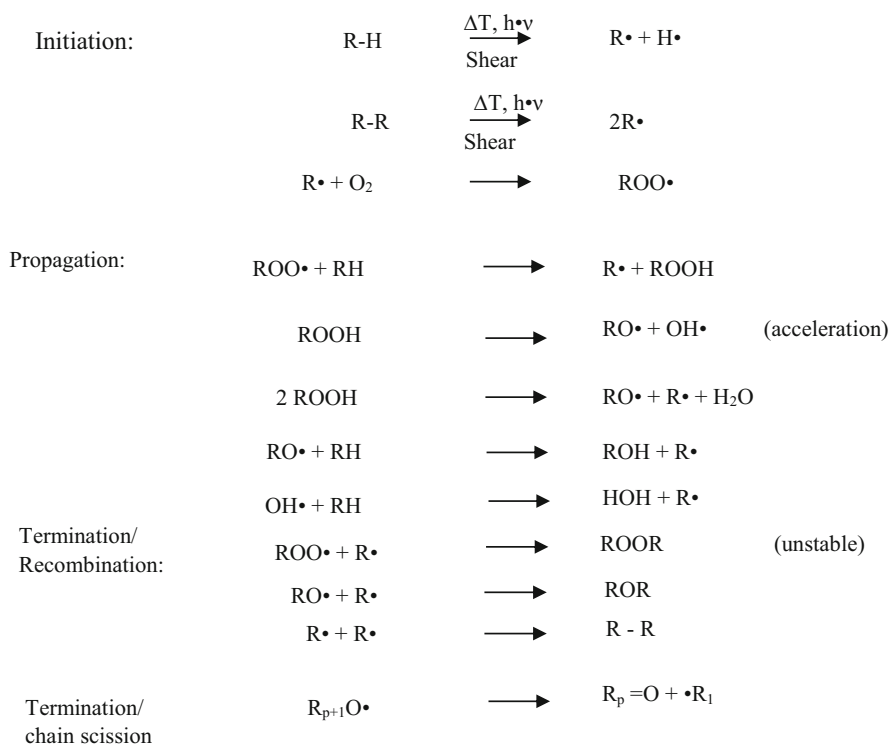 ΔT, h•ν
Initiation: R-H ⟶ R• + H•
Shear
ΔT, h•ν
R-R ⟶ 2R•
Shear
R• + O₂ ⟶ ROO•
Propagation: ROO• + RH ⟶ R• + ROOH
ROOH ⟶ RO• + OH• (acceleration)
2 ROOH ⟶ RO• + R• + H₂O
RO• + RH ⟶ ROH + R•
OH• + RH ⟶ HOH + R•
Termination/
Recombination: ROO• + R• ⟶ ROOR (unstable)
RO• + R• ⟶ ROR
R• + R• ⟶ R - R
Termination/
chain scission
Rₚ₊₁O• ⟶ Rₚ =O + •R₁